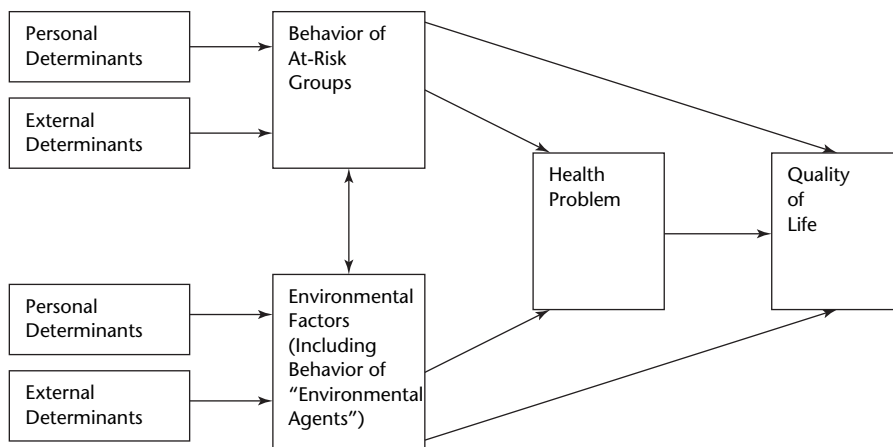 Personal
Determinants
External
Determinants
Behavior of
At-Risk
Groups
Health
Problem
Quality
of
Life
Personal
Determinants
External
Determinants
Environmental
Factors
(Including
Behavior of
“Environmental
Agents”)